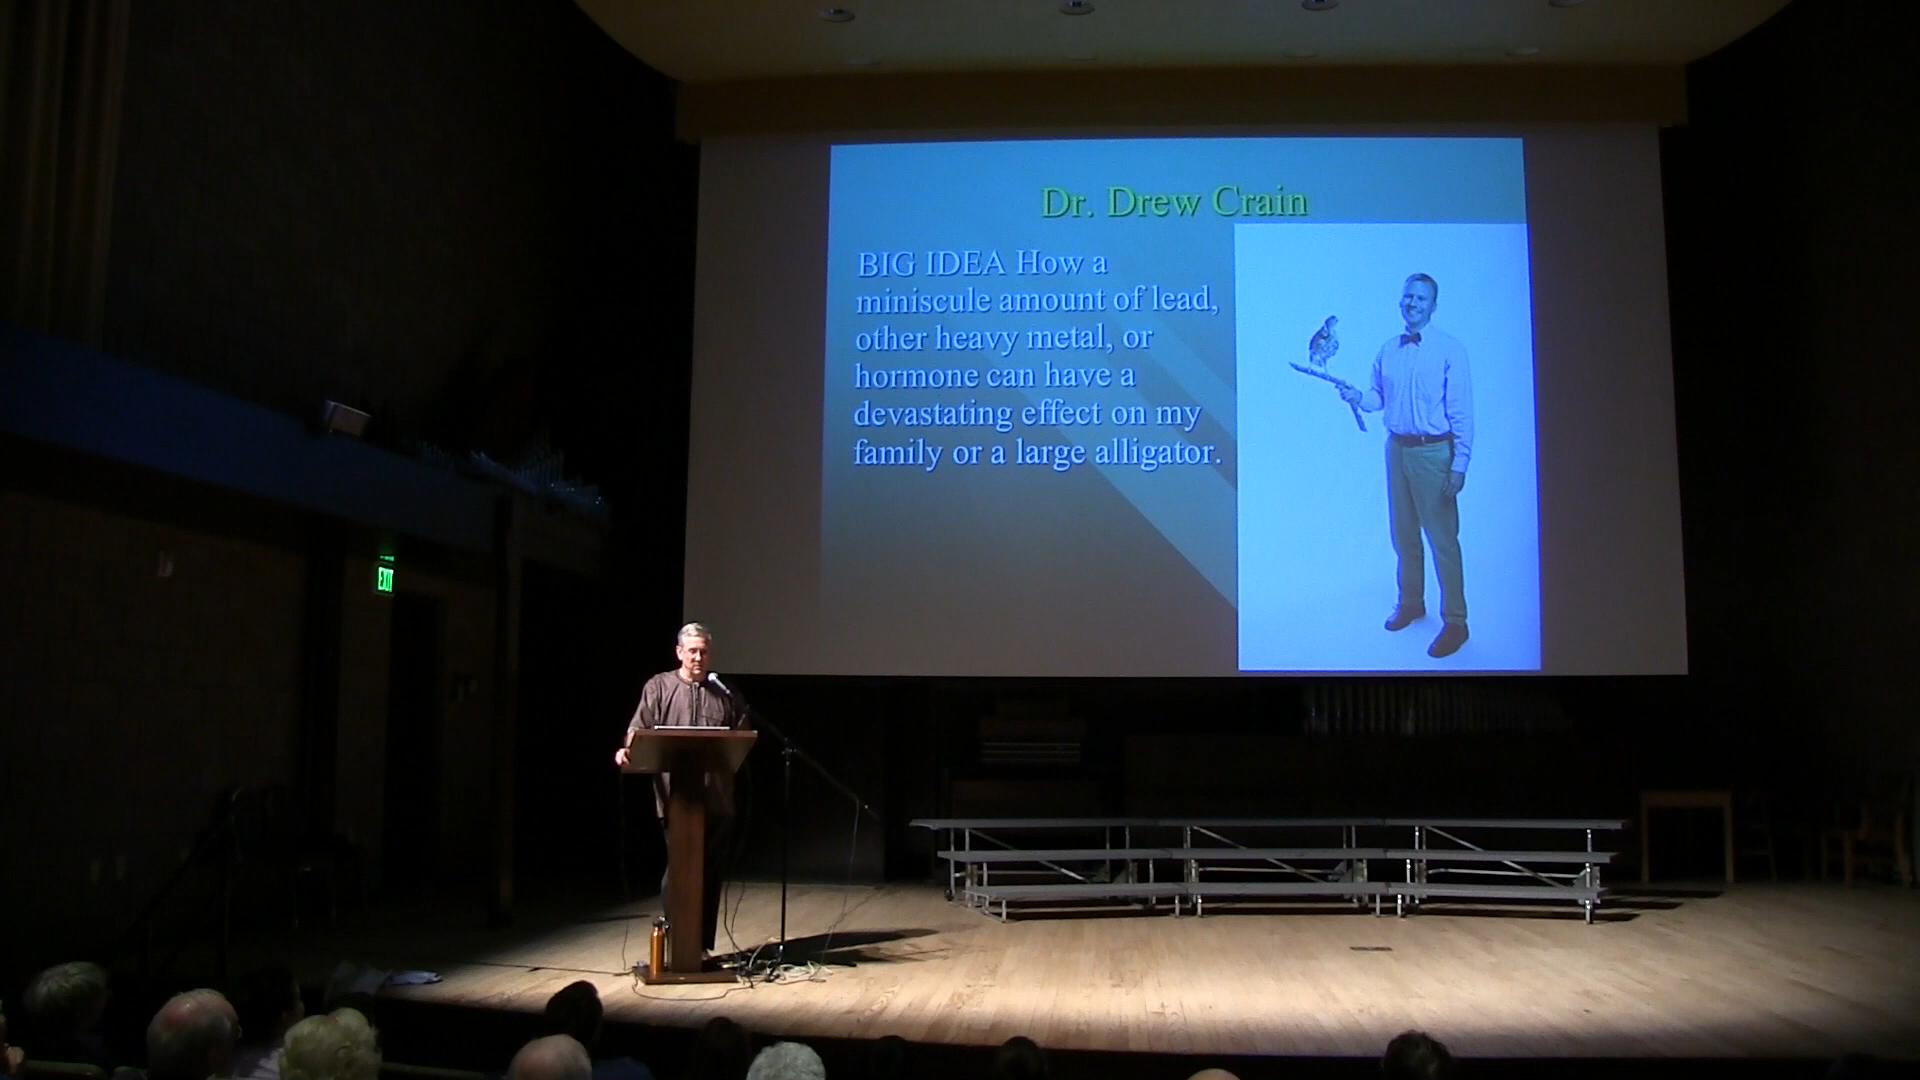 Dr. Drew Crain
BIG IDEA How a
miniscule amount of lead,
other heavy metal, or
hormone can have a
devastating effect on my
family or a large alligator.
EXIT